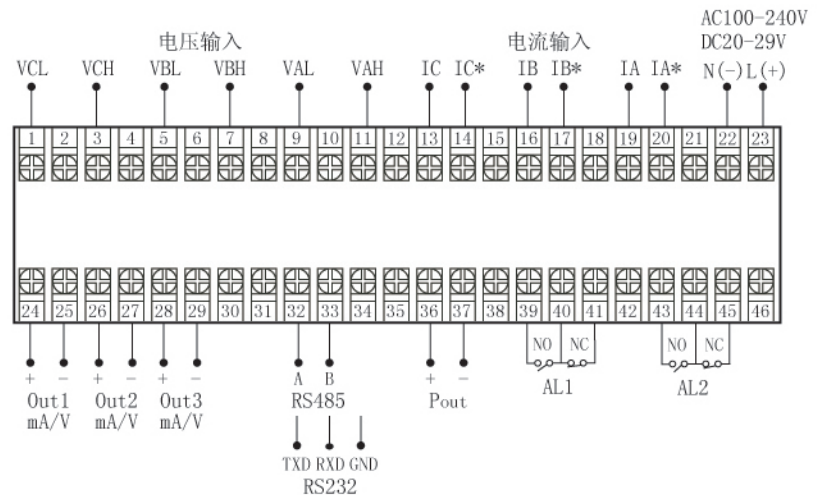 AC100-240V
电压输入 电流输入 DC20-29V
VCL VCH VBL VBH VAL VAH IC IC* IB IB* IA IA* N(-) L(+)
1 2 3 4 5 6 7 8 9 10 11 12 13 14 15 16 17 18 19 20 21 22 23
24 25 26 27 28 29 30 31 32 33 34 35 36 37 38 39 40 41 42 43 44 45 46
NO NC NO NC
+ - + - + - A B + - AL1 AL2
Out1 Out2 Out3 RS485 Pout
mA/V mA/V mA/V
TXD RXD GND
RS232